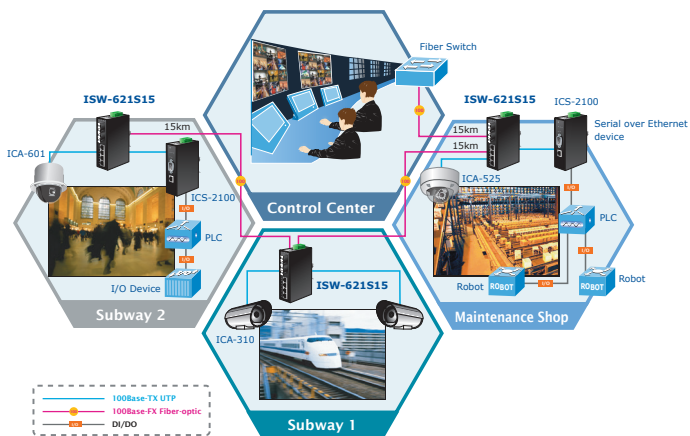 Fiber Switch
ISW-621S15
15km
ICA-601
ICS-2100
I/O
PLC
I/O
I/O Device
Subway 2
Control Center
ISW-621S15
ICS-2100
Serial over Ethernet
device
15km
15km
ICA-525
I/O
PLC
I/O
I/O
Robot
ROBOT
ROBOT
Robot
Maintenance Shop
ISW-621S15
ICA-310
Subway 1
100Base-TX UTP
100Base-FX Fiber-optic
I/O
DI/DO